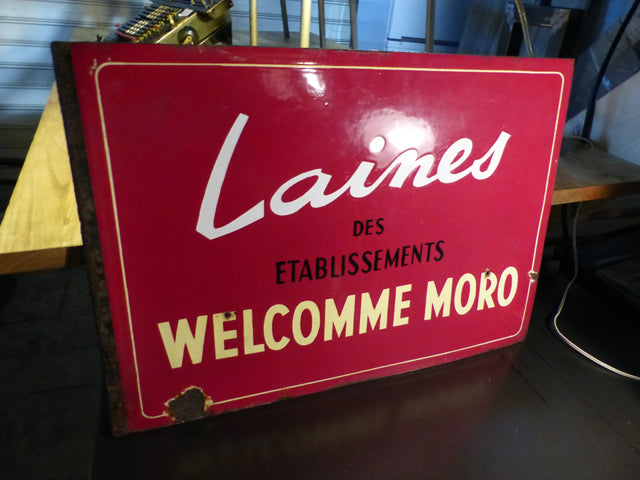 Laines
DES
ETABLISSEMENTS
WELCOMME MORO